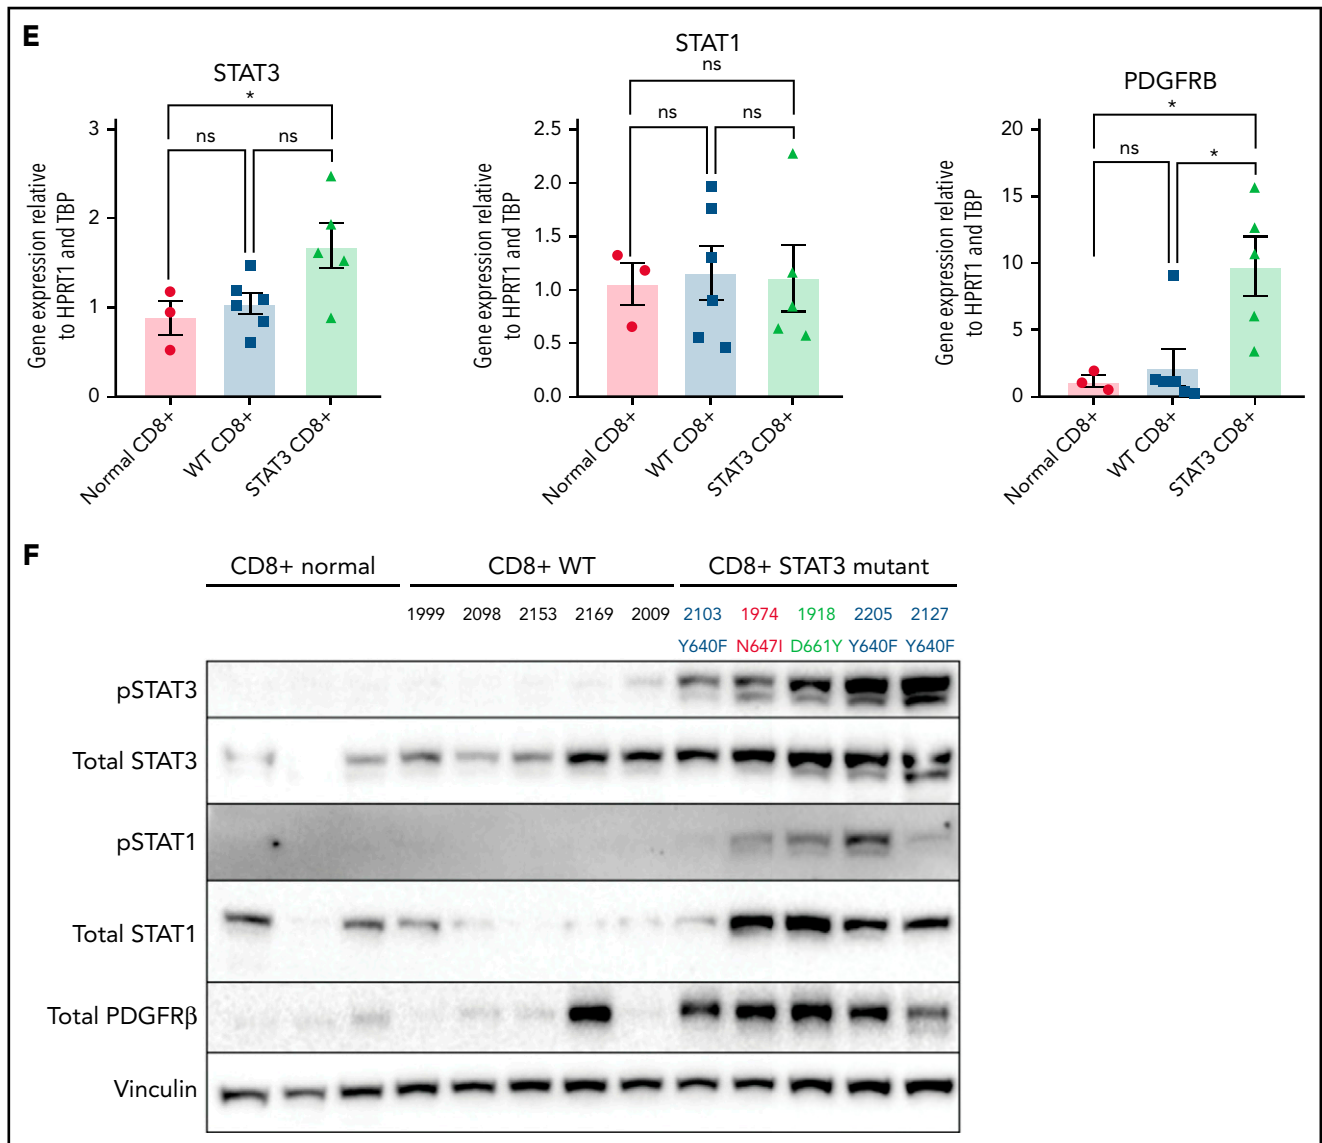 E
STAT3
*
ns
ns
3
2
1
0
Gene expression relative
to HPRT1 and TBP
Normal CD8+
WT CD8+
STAT3 CD8+
STAT1
ns
ns
ns
2.5
2.0
1.5
1.0
0.5
0.0
Gene expression relative
to HPRT1 and TBP
Normal CD8+
WT CD8+
STAT3 CD8+
PDGFRB
*
ns
*
20
15
10
5
0
Gene expression relative
to HPRT1 and TBP
Normal CD8+
WT CD8+
STAT3 CD8+
F
CD8+ normal
CD8+ WT
CD8+ STAT3 mutant
1999 2098 2153 2169 2009 2103 1974 1918 2205 2127
Y640F N647I D661Y Y640F Y640F
pSTAT3
Total STAT3
pSTAT1
Total STAT1
Total PDGFRβ
Vinculin